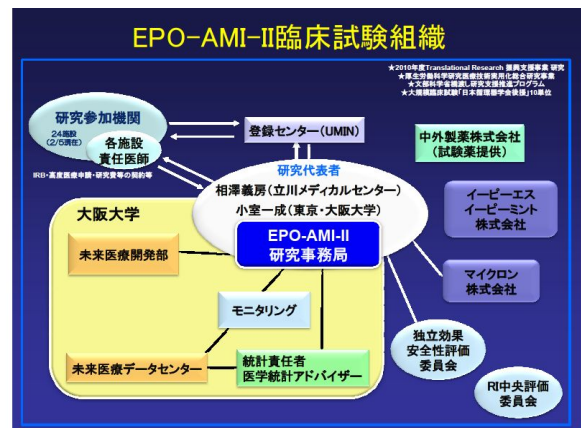 EPO-AMI-II臨床試験組織
★2010年度Translational Research 振興支援事業 研究
★厚生労働科学研究医療技術実用化総合研究事業
★文部科学省橋渡し研究支援推進プログラム
★大規模臨床試験「日本循環器学会後援」10単位
研究参加機関
24施設
(2/5現在)
各施設
責任医師
IRB・高度医療申請・研究費等の契約等
登録センター(UMIN)
中外製薬株式会社
(試験薬提供)
研究代表者
相澤義房(立川メディカルセンター)
小室一成(東京・大阪大学)
EPO-AMI-II
研究事務局
イーピーエス
イーピーミント
株式会社
マイクロン
株式会社
大阪大学
未来医療開発部
モニタリング
未来医療データセンター
統計責任者
医学統計アドバイザー
独立効果
安全性評価
委員会
RI中央評価
委員会